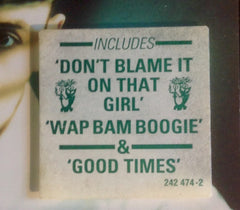 INCLUDES
'DON'T BLAME IT
ON THAT
GIRL'
'WAP BAM BOOGIE'
&
'GOOD TIMES'
242 474-2